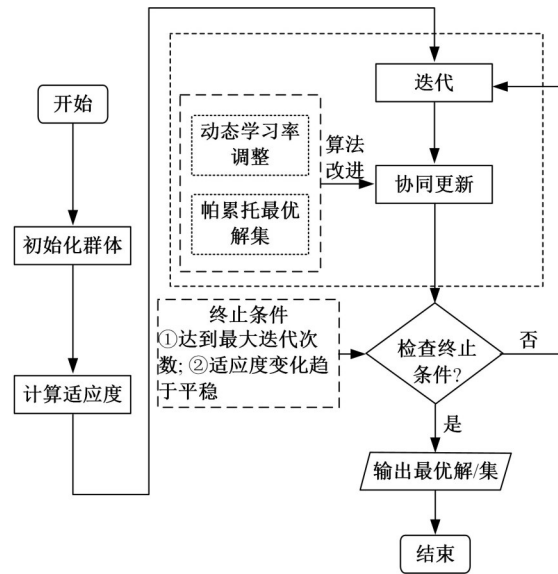 开始
初始化群体
计算适应度
迭代
动态学习率
调整
帕累托最优
解集
算法
改进
协同更新
终止条件
①达到最大迭代次
数; ②适应度变化趋
于平稳
检查终止
条件?
否
是
输出最优解/集
结束